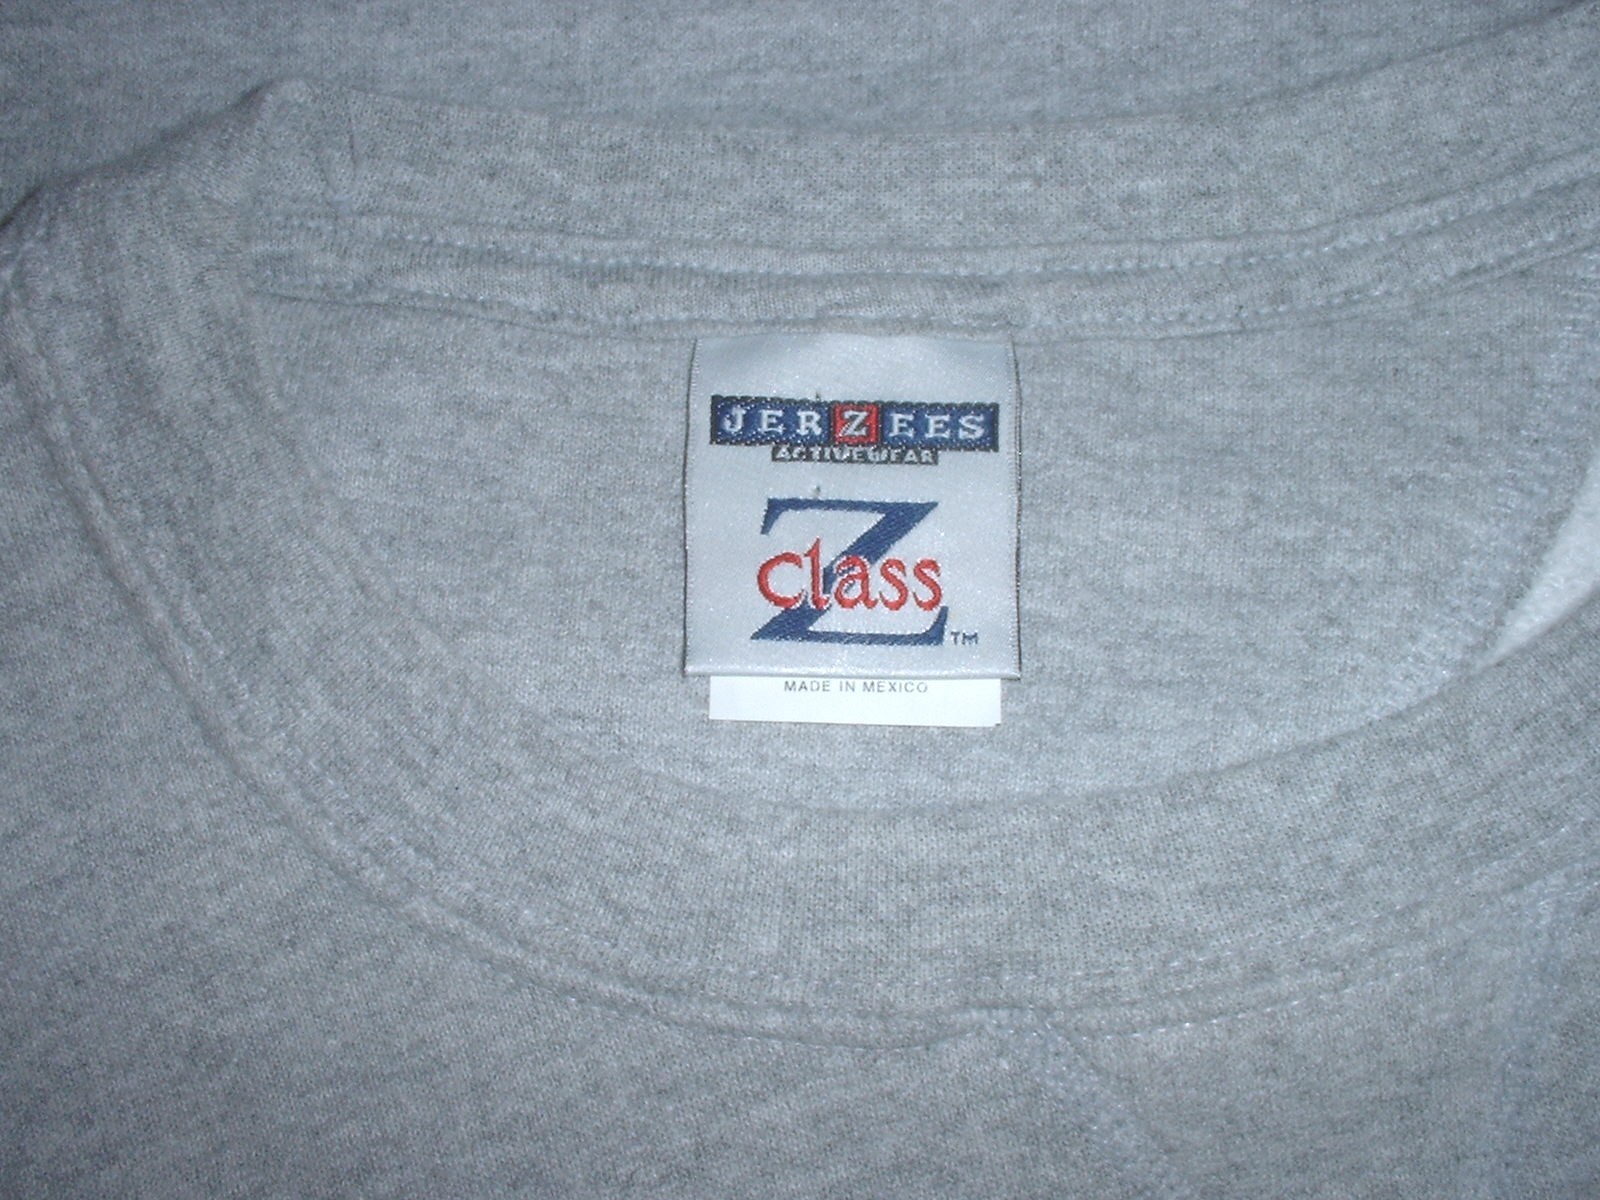 JERZEES
ACTIVEWEAR
Z
class
TM
MADE IN MEXICO